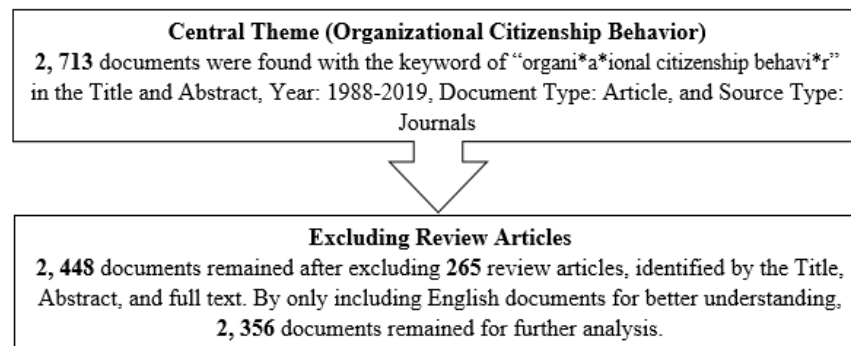 Central Theme (Organizational Citizenship Behavior)
2, 713 documents were found with the keyword of “organi*a*ional citizenship behavi*r”
in the Title and Abstract, Year: 1988-2019, Document Type: Article, and Source Type:
Journals
Excluding Review Articles
2, 448 documents remained after excluding 265 review articles, identified by the Title,
Abstract, and full text. By only including English documents for better understanding,
2, 356 documents remained for further analysis.